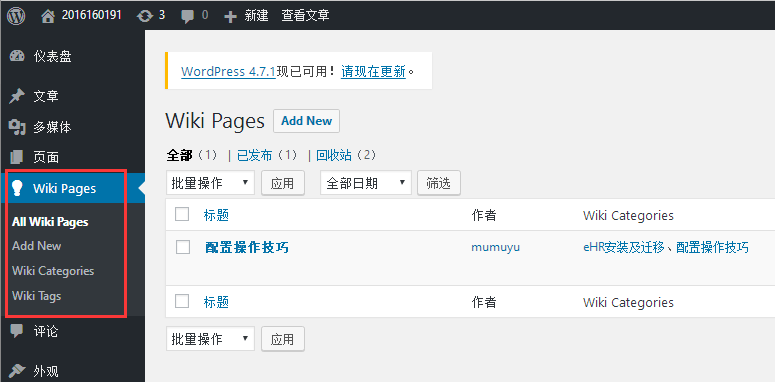 2016160191 3 0 新建 查看文章
仪表盘
文章
多媒体
页面
Wiki Pages
All Wiki Pages
Add New
Wiki Categories
Wiki Tags
评论
外观
WordPress 4.7.1现已可用！请现在更新。
Wiki Pages Add New
全部（1） | 已发布（1） | 回收站（2）
批量操作 应用 全部日期 筛选
标题 作者 Wiki Categories
配置操作技巧 mumuyu eHR安装及迁移、配置操作技巧
标题 作者 Wiki Categories
批量操作 应用